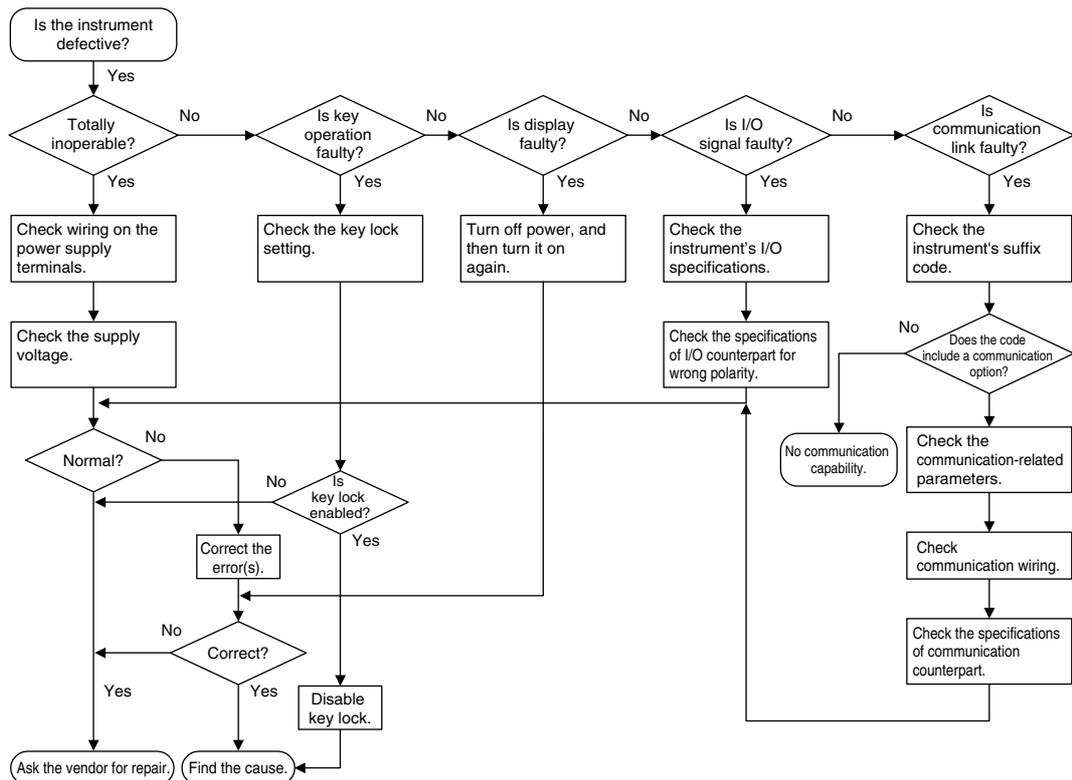 Is the instrument
defective?
Yes
Totally
inoperable?
No
Is key
operation
faulty?
No
Is display
faulty?
No
Is I/O
signal faulty?
No
Is
communication
link faulty?
Yes
Yes
Yes
Yes
Yes
Check wiring on the
power supply
terminals.
Check the key lock
setting.
Turn off power, and
then turn it on
again.
Check the
instrument's I/O
specifications.
Check the
instrument's suffix
code.
Check the supply
voltage.
Check the specifications
of I/O counterpart for
wrong polarity.
No
Does the code
include a communication
option?
Yes
No communication
capability.
Check the
communication-related
parameters.
Normal?
No
No
Is
key lock
enabled?
Yes
Correct the
error(s).
Check
communication wiring.
No
Correct?
Yes
Yes
Check the specifications
of communication
counterpart.
Disable
key lock.
Ask the vendor for repair.
Find the cause.